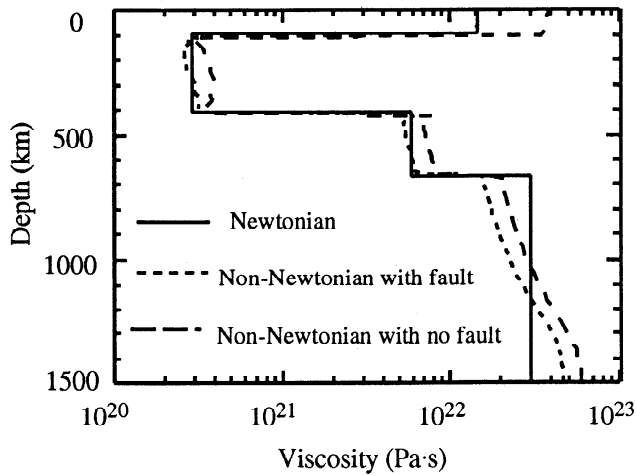 0
500
1000
1500
Depth (km)
Newtonian
Non-Newtonian with fault
Non-Newtonian with no fault
10^20 10^21 10^22 10^23
Viscosity (Pa·s)